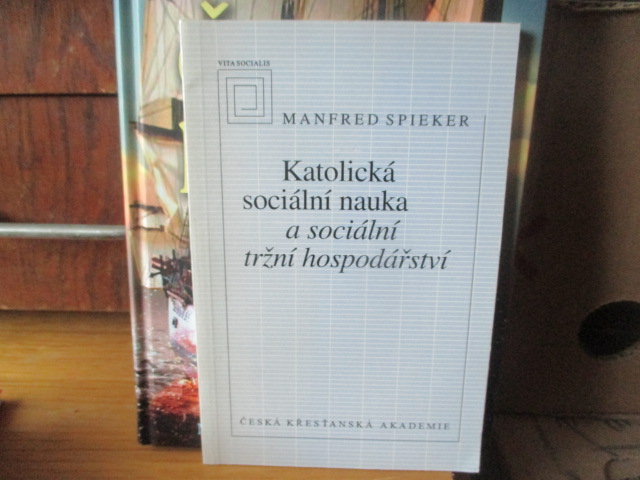 VITA SOCIALIS
MANFRED SPIEKER
Katolická
sociální nauka
a sociální
tržní hospodářství
ČESKÁ KŘESŤANSKÁ AKADEMIE